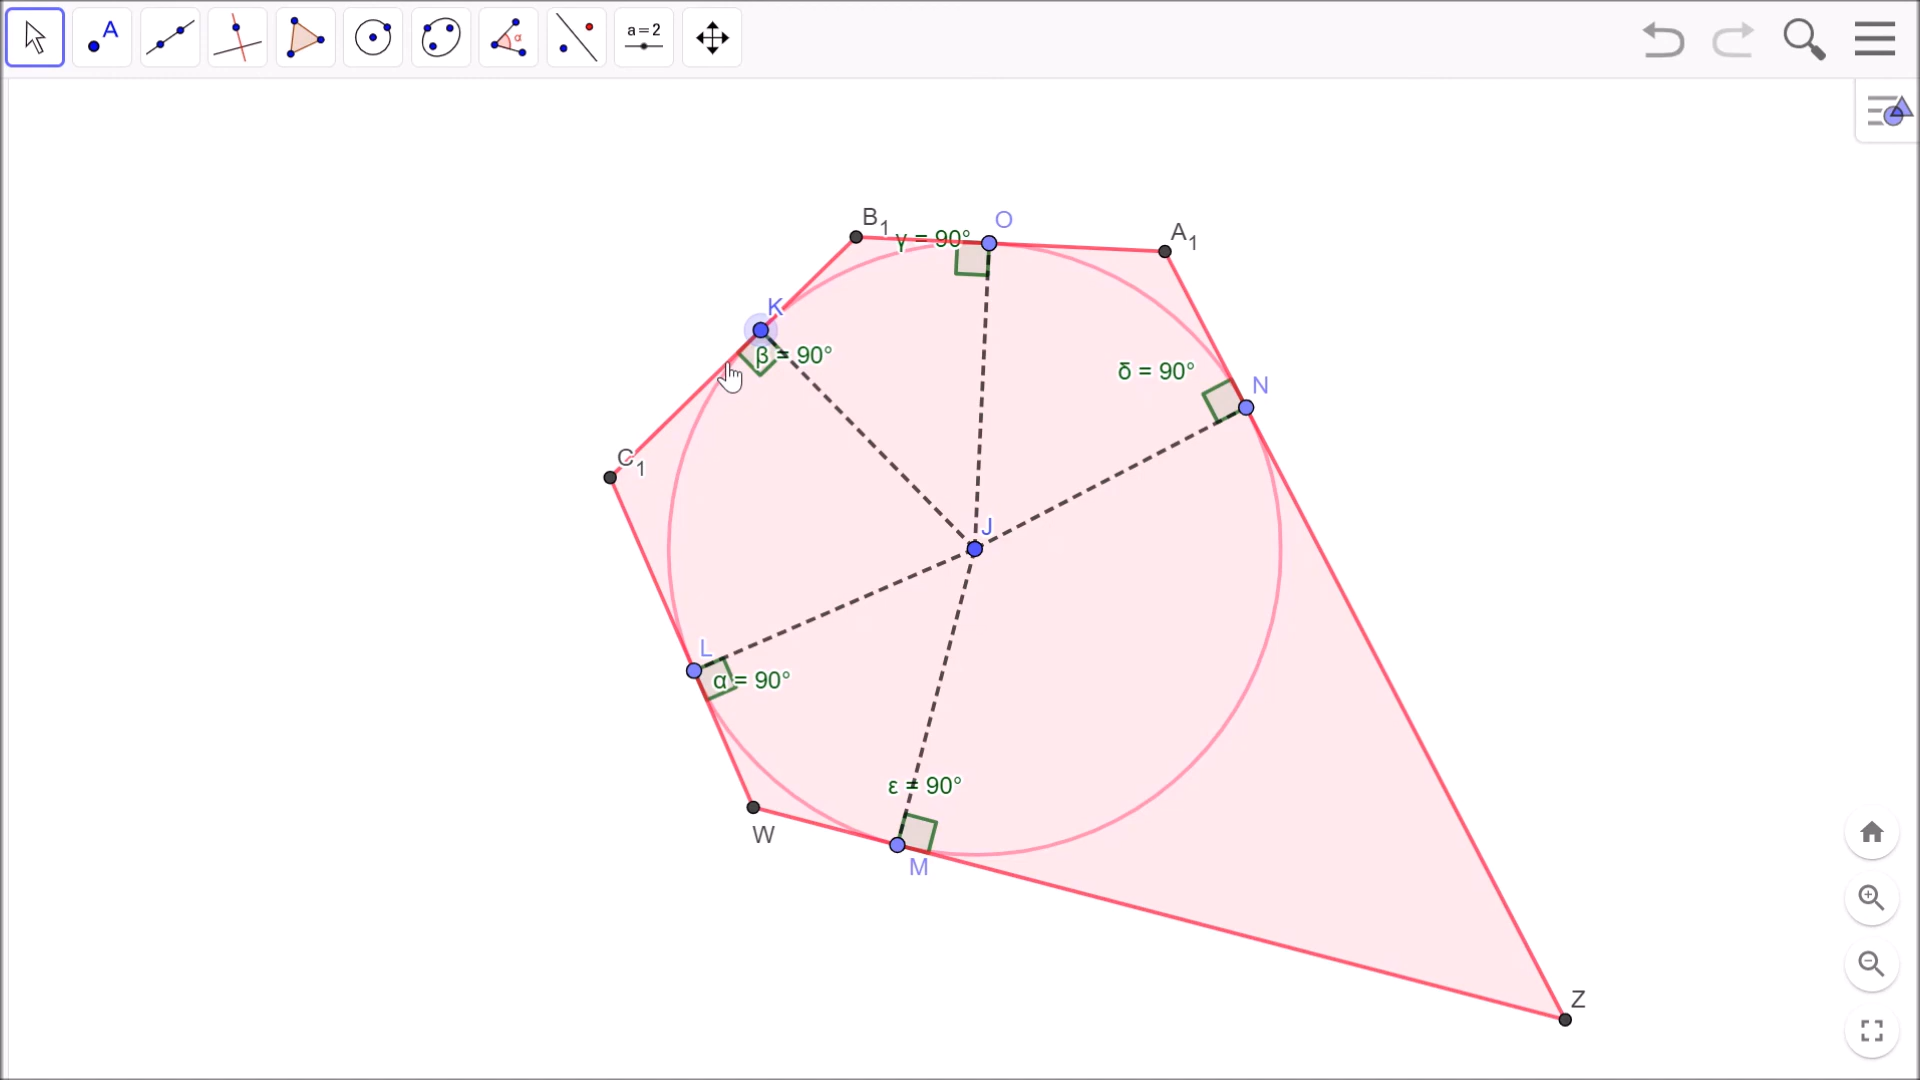 A
α
a=2
B₁
O
A₁
γ = 90°
K
β = 90°
δ = 90°
N
C₁
J
L
α = 90°
ε = 90°
W
M
Z